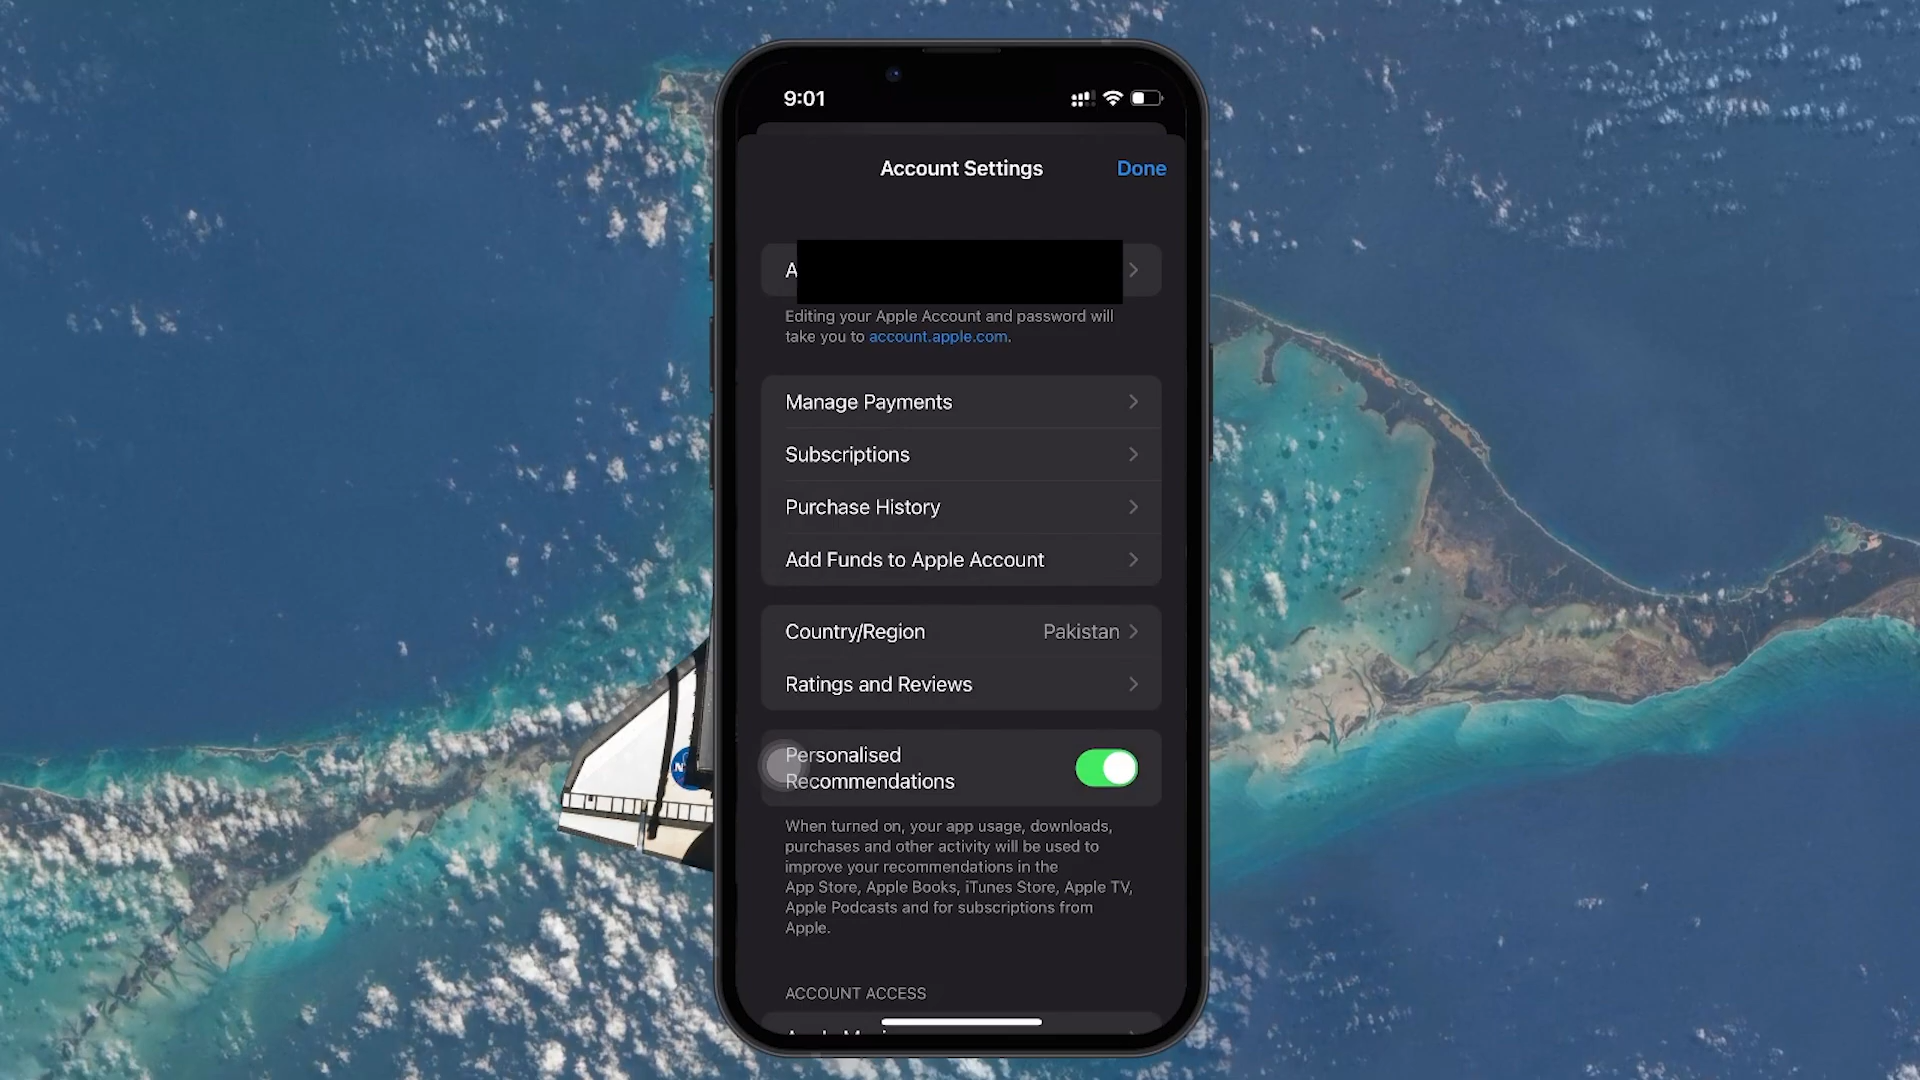 9:01
Account Settings
Done
A
Editing your Apple Account and password will
take you to account.apple.com.
Manage Payments
Subscriptions
Purchase History
Add Funds to Apple Account
Country/Region
Pakistan
Ratings and Reviews
Personalised
Recommendations
When turned on, your app usage, downloads,
purchases and other activity will be used to
improve your recommendations in the
App Store, Apple Books, iTunes Store, Apple TV,
Apple Podcasts and for subscriptions from
Apple.
ACCOUNT ACCESS